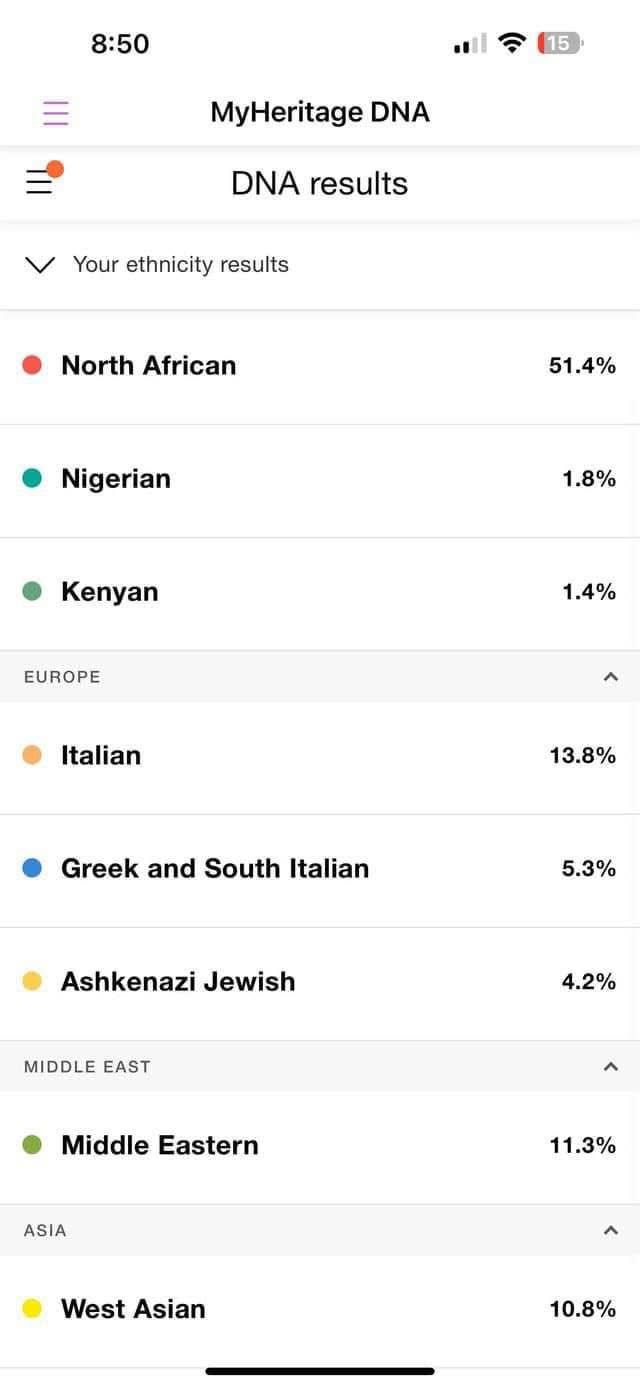 8:50
15
MyHeritage DNA
DNA results
Your ethnicity results
North African 51.4%
Nigerian 1.8%
Kenyan 1.4%
EUROPE
Italian 13.8%
Greek and South Italian 5.3%
Ashkenazi Jewish 4.2%
MIDDLE EAST
Middle Eastern 11.3%
ASIA
West Asian 10.8%